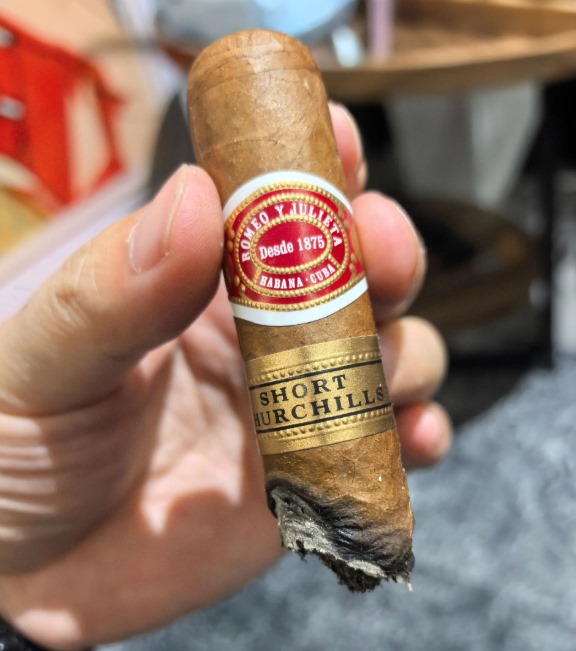 ROMEO Y JULIETA
Desde 1875
HABANA · CUBA
SHORT
HURCHILLS